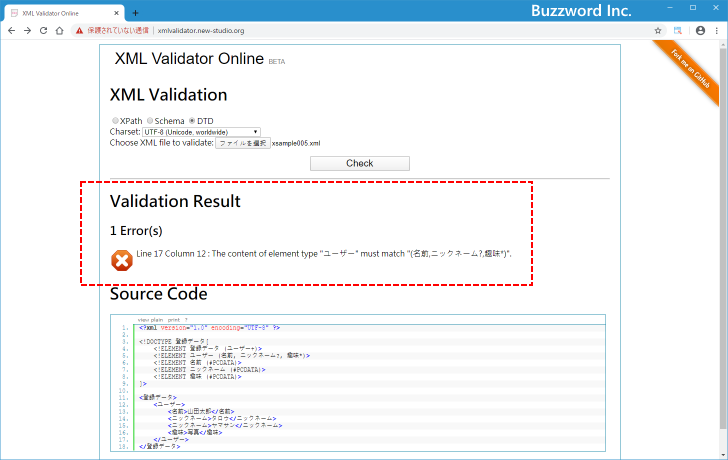 XML Validator Online
Buzzword Inc.
保護されていない通信 | xmlvalidator.new-studio.org
Fork me on GitHub
XML Validator Online BETA
XML Validation
XPath Schema DTD
Charset: UTF-8 (Unicode, worldwide)
Choose XML file to validate: ファイルを選択 xsample005.xml
Check
Validation Result
1 Error(s)
Line 17 Column 12 : The content of element type "ユーザー" must match "(名前,ニックネーム?,趣味*)".
Source Code
view plain print ?
1. <?xml version="1.0" encoding="UTF-8" ?>
2.
3. <!DOCTYPE 登録データ[
4. <!ELEMENT 登録データ (ユーザー+)>
5. <!ELEMENT ユーザー (名前, ニックネーム?, 趣味*)>
6. <!ELEMENT 名前 (#PCDATA)>
7. <!ELEMENT ニックネーム (#PCDATA)>
8. <!ELEMENT 趣味 (#PCDATA)>
9. ]>
10.
11. <登録データ>
12. <ユーザー>
13. <名前>山田太郎</名前>
14. <ニックネーム>タロウ</ニックネーム>
15. <ニックネーム>ヤマサン</ニックネーム>
16. <趣味>写真</趣味>
17. </ユーザー>
18. </登録データ>